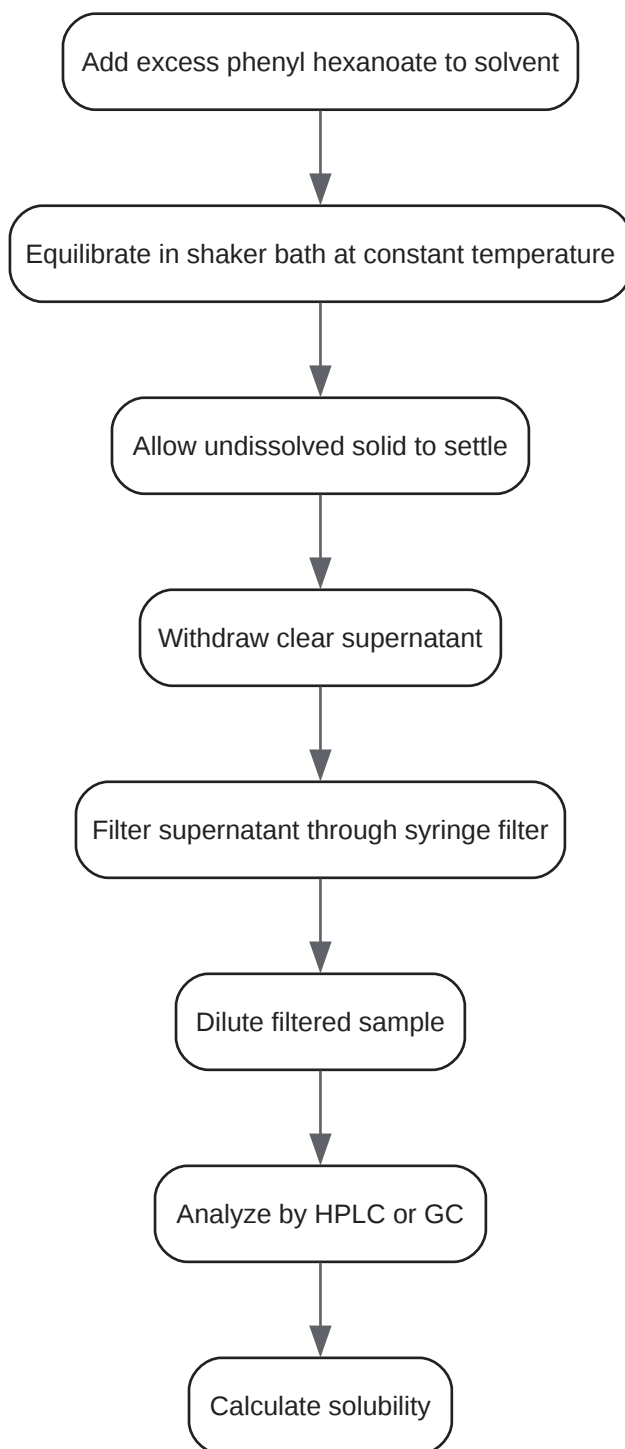 Add excess phenyl hexanoate to solvent
Equilibrate in shaker bath at constant temperature
Allow undissolved solid to settle
Withdraw clear supernatant
Filter supernatant through syringe filter
Dilute filtered sample
Analyze by HPLC or GC
Calculate solubility